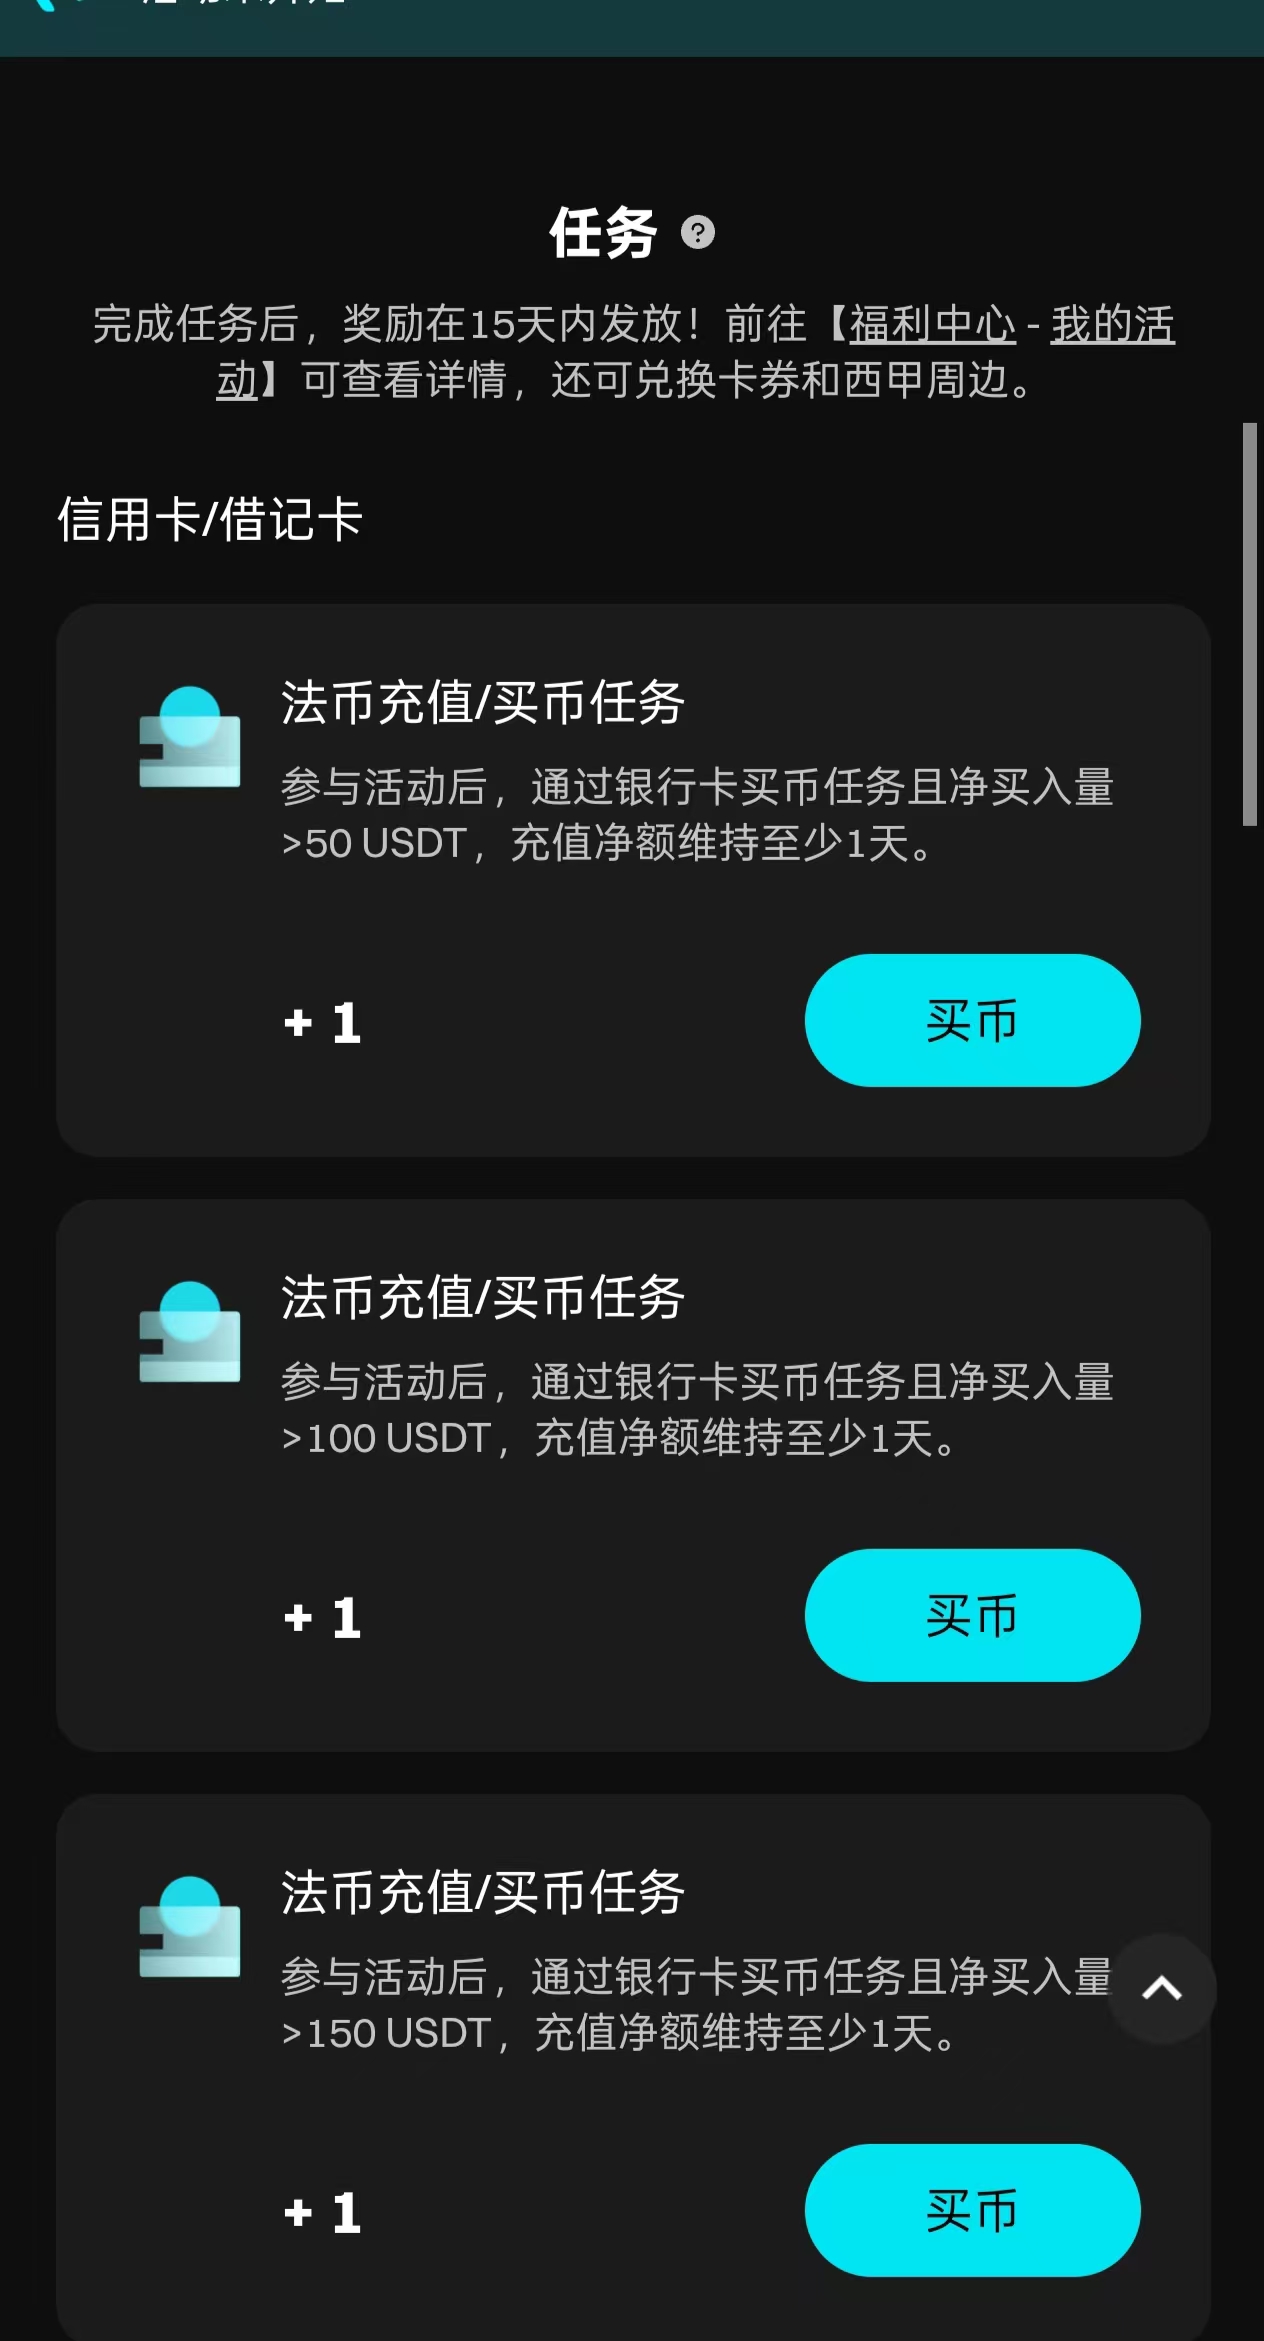 任务 ?
完成任务后，奖励在15天内发放！前往【福利中心 - 我的活
动】可查看详情，还可兑换卡券和西甲周边。
信用卡/借记卡
法币充值/买币任务
参与活动后，通过银行卡买币任务且净买入量
>50 USDT，充值净额维持至少1天。
+ 1
买币
法币充值/买币任务
参与活动后，通过银行卡买币任务且净买入量
>100 USDT，充值净额维持至少1天。
+ 1
买币
法币充值/买币任务
参与活动后，通过银行卡买币任务且净买入量
>150 USDT，充值净额维持至少1天。
+ 1
买币